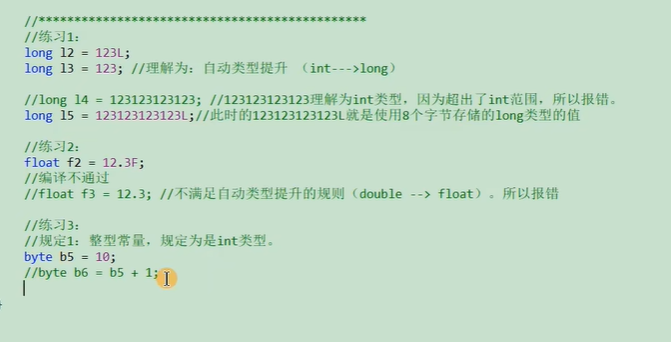 //*********************************************
//练习1：
long l2 = 123L;
long l3 = 123; //理解为：自动类型提升 （int--->long）
//long l4 = 123123123123; //123123123123理解为int类型，因为超出了int范围，所以报错。
long l5 = 123123123123L;//此时的123123123123L就是使用8个字节存储的long类型的值
//练习2：
float f2 = 12.3F;
//编译不通过
//float f3 = 12.3; //不满足自动类型提升的规则（double --> float）。所以报错
//练习3：
//规定1：整型常量，规定为是int类型。
byte b5 = 10;
//byte b6 = b5 + 1;
}